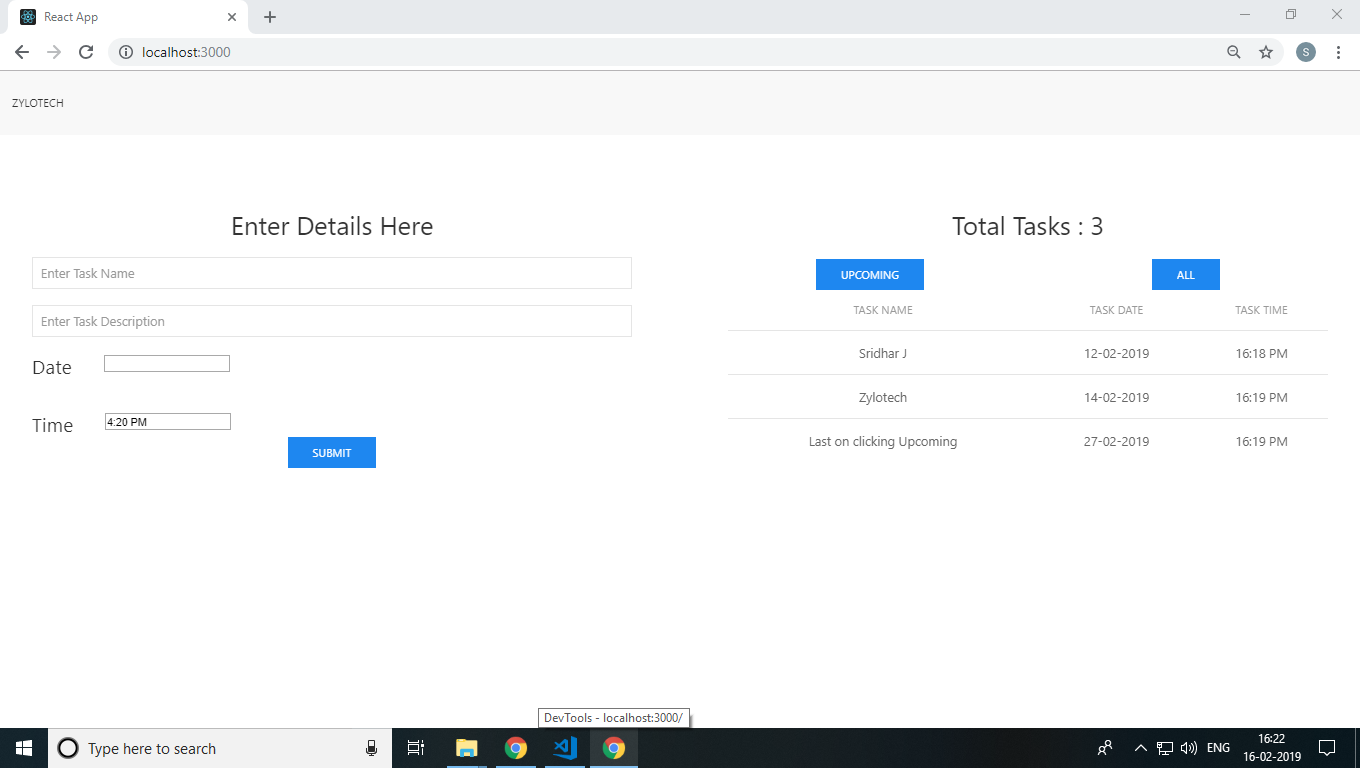 React App
localhost:3000
S
ZYLOTECH
Enter Details Here
Enter Task Name
Enter Task Description
Date
Time
4:20 PM
SUBMIT
Total Tasks : 3
UPCOMING
ALL
TASK NAME TASK DATE TASK TIME
Sridhar J 12-02-2019 16:18 PM
Zylotech 14-02-2019 16:19 PM
Last on clicking Upcoming 27-02-2019 16:19 PM
DevTools - localhost:3000/
Type here to search
ENG
16:22
16-02-2019